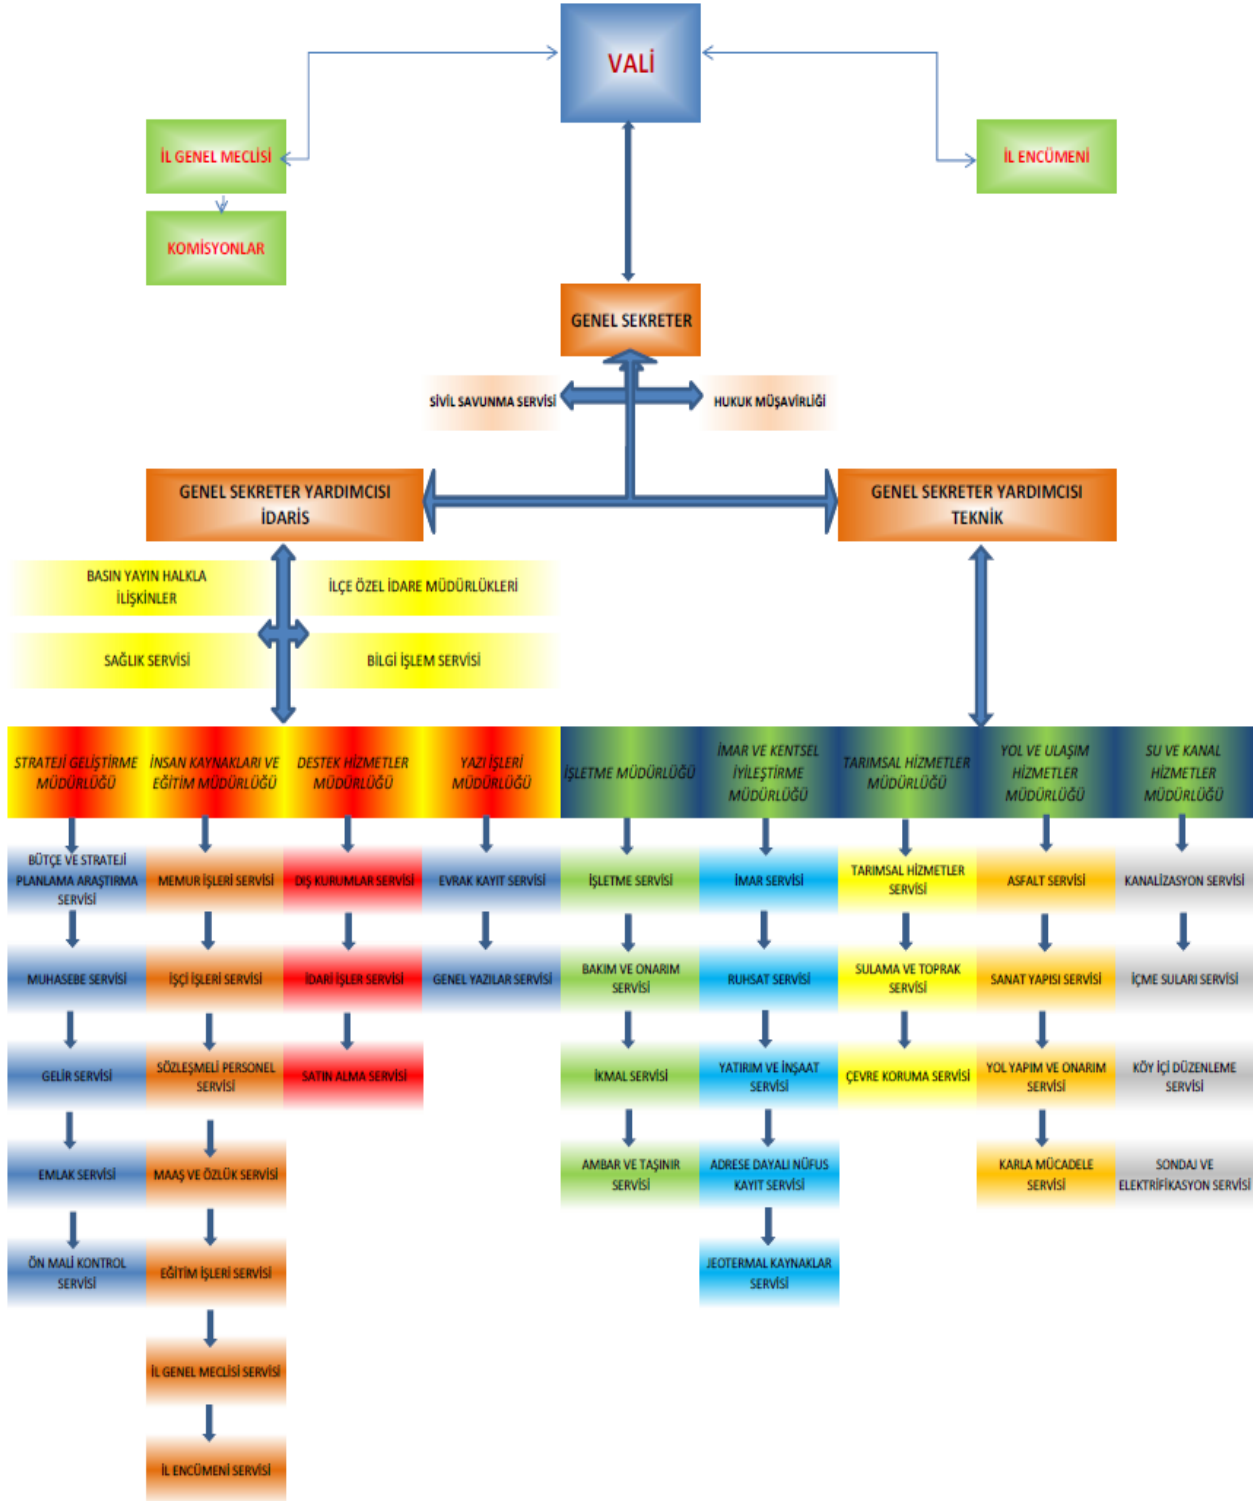 VALİ
İL GENEL MECLİSİ
İL ENCÜMENİ
KOMİSYONLAR
GENEL SEKRETER
SİVİL SAVUNMA SERVİSİ
HUKUK MÜŞAVİRLİĞİ
GENEL SEKRETER YARDIMCISI
İDARİS
GENEL SEKRETER YARDIMCISI
TEKNİK
BASIN YAYIN HALKLA
İLİŞKİNLER
İLÇE ÖZEL İDARE MÜDÜRLÜKLERİ
SAĞLIK SERVİSİ
BİLGİ İŞLEM SERVİSİ
STRATEJİ GELİŞTİRME
MÜDÜRLÜĞÜ
İNSAN KAYNAKLARI VE
EĞİTİM MÜDÜRLÜĞÜ
DESTEK HİZMETLER
MÜDÜRLÜĞÜ
YAZI İŞLERİ
MÜDÜRLÜĞÜ
İŞLETME MÜDÜRLÜĞÜ
İMAR VE KENTSEL
İYİLEŞTİRME
MÜDÜRLÜĞÜ
TARIMSAL HİZMETLER
MÜDÜRLÜĞÜ
YOL VE ULAŞIM
HİZMETLER
MÜDÜRLÜĞÜ
SU VE KANAL
HİZMETLER
MÜDÜRLÜĞÜ
BÜTÇE VE STRATEJİ
PLANLAMA ARAŞTIRMA
SERVİSİ
MEMUR İŞLERİ SERVİSİ
DIŞ KURUMLAR SERVİSİ
EVRAK KAYIT SERVİSİ
İŞLETME SERVİSİ
İMAR SERVİSİ
TARIMSAL HİZMETLER
SERVİSİ
ASFALT SERVİSİ
KANALİZASYON SERVİSİ
MUHASEBE SERVİSİ
İŞÇİ İŞLERİ SERVİSİ
İDARİ İŞLER SERVİSİ
GENEL YAZILAR SERVİSİ
BAKIM VE ONARIM
SERVİSİ
RUHSAT SERVİSİ
SULAMA VE TOPRAK
SERVİSİ
SANAT YAPISI SERVİSİ
İÇME SULARI SERVİSİ
GELİR SERVİSİ
SÖZLEŞMELİ PERSONEL
SERVİSİ
SATIN ALMA SERVİSİ
İKMAL SERVİSİ
YATIRIM VE İNŞAAT
SERVİSİ
ÇEVRE KORUMA SERVİSİ
YOL YAPIM VE ONARIM
SERVİSİ
KÖY İÇİ DÜZENLEME
SERVİSİ
EMLAK SERVİSİ
MAAŞ VE ÖZLÜK SERVİSİ
AMBAR VE TAŞINIR
SERVİSİ
ADRESE DAYALI NÜFUS
KAYIT SERVİSİ
KARLA MÜCADELE
SERVİSİ
SONDAJ VE
ELEKTRİFİKASYON SERVİSİ
ÖN MALİ KONTROL
SERVİSİ
EĞİTİM İŞLERİ SERVİSİ
JEOTERMAL KAYNAKLAR
SERVİSİ
İL GENEL MECLİSİ SERVİSİ
İL ENCÜMENİ SERVİSİ